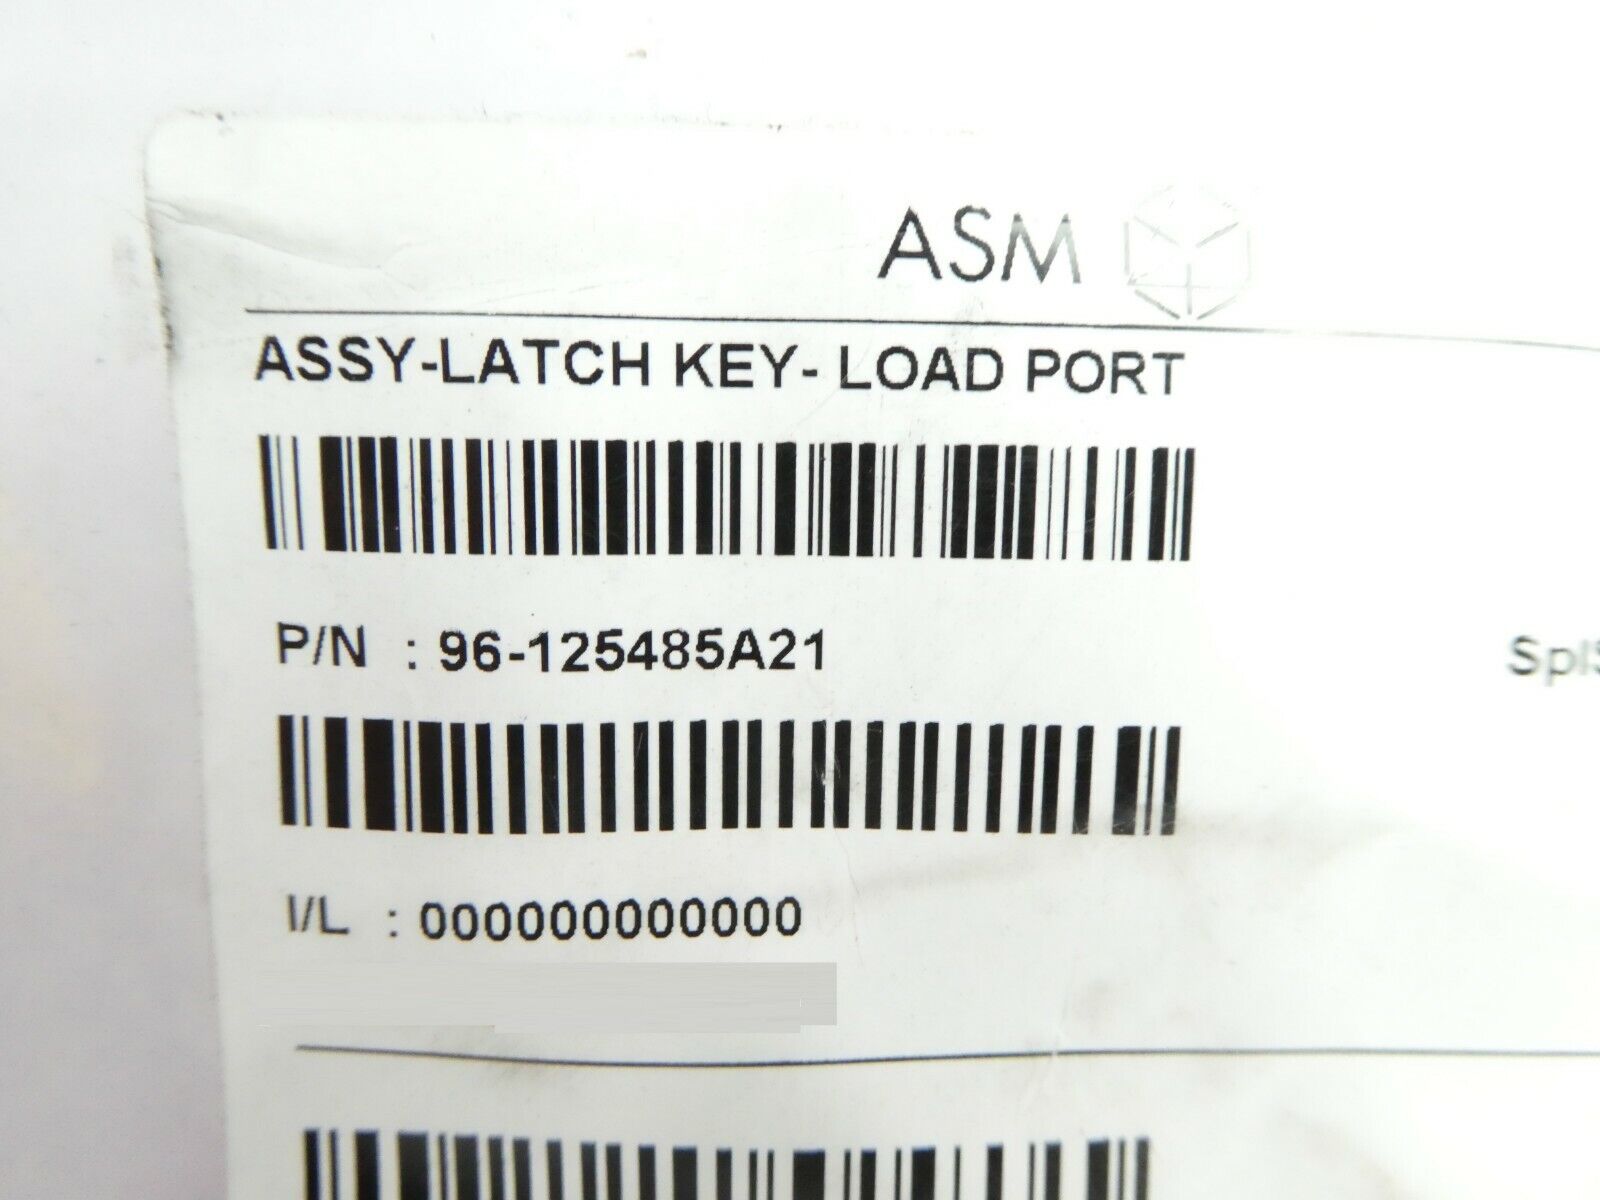 ASM
ASSY-LATCH KEY- LOAD PORT
P/N : 96-125485A21
I/L : 000000000000